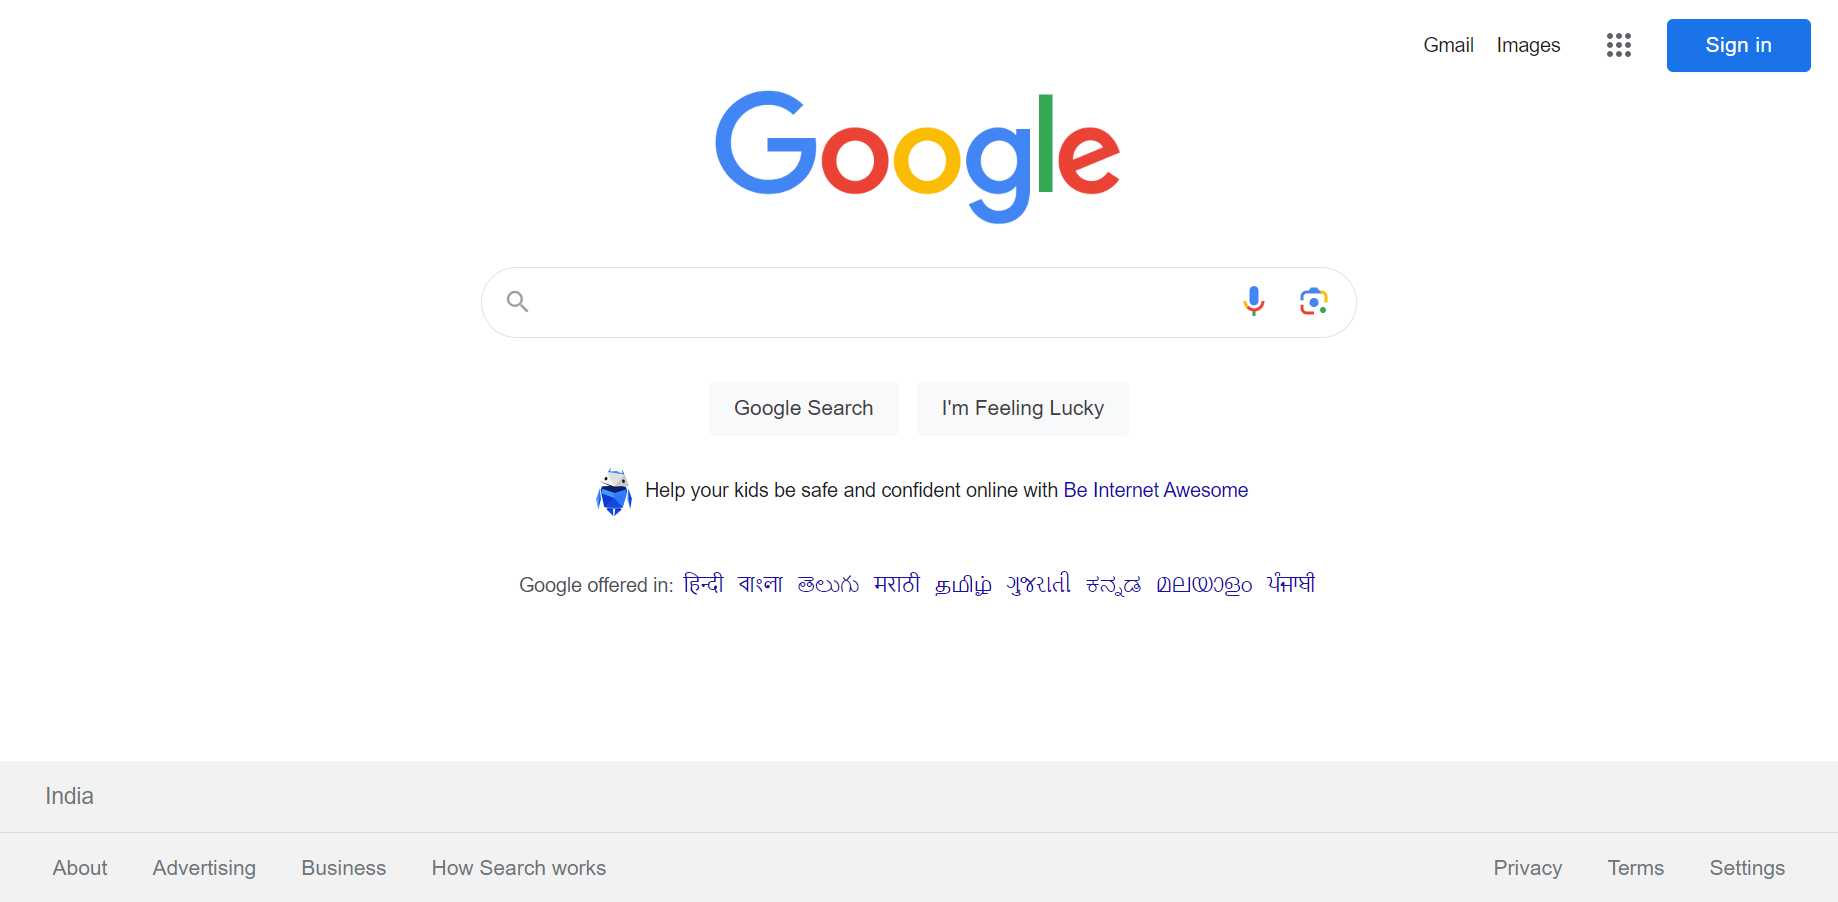 Gmail Images Sign in
Google
Google Search I'm Feeling Lucky
Help your kids be safe and confident online with Be Internet Awesome
Google offered in: हिन्दी বাংলা తెలుగు मराठी தமிழ் ગુજરાતી ಕನ್ನಡ മലയാളം ਪੰਜਾਬੀ
India
About Advertising Business How Search works Privacy Terms Settings